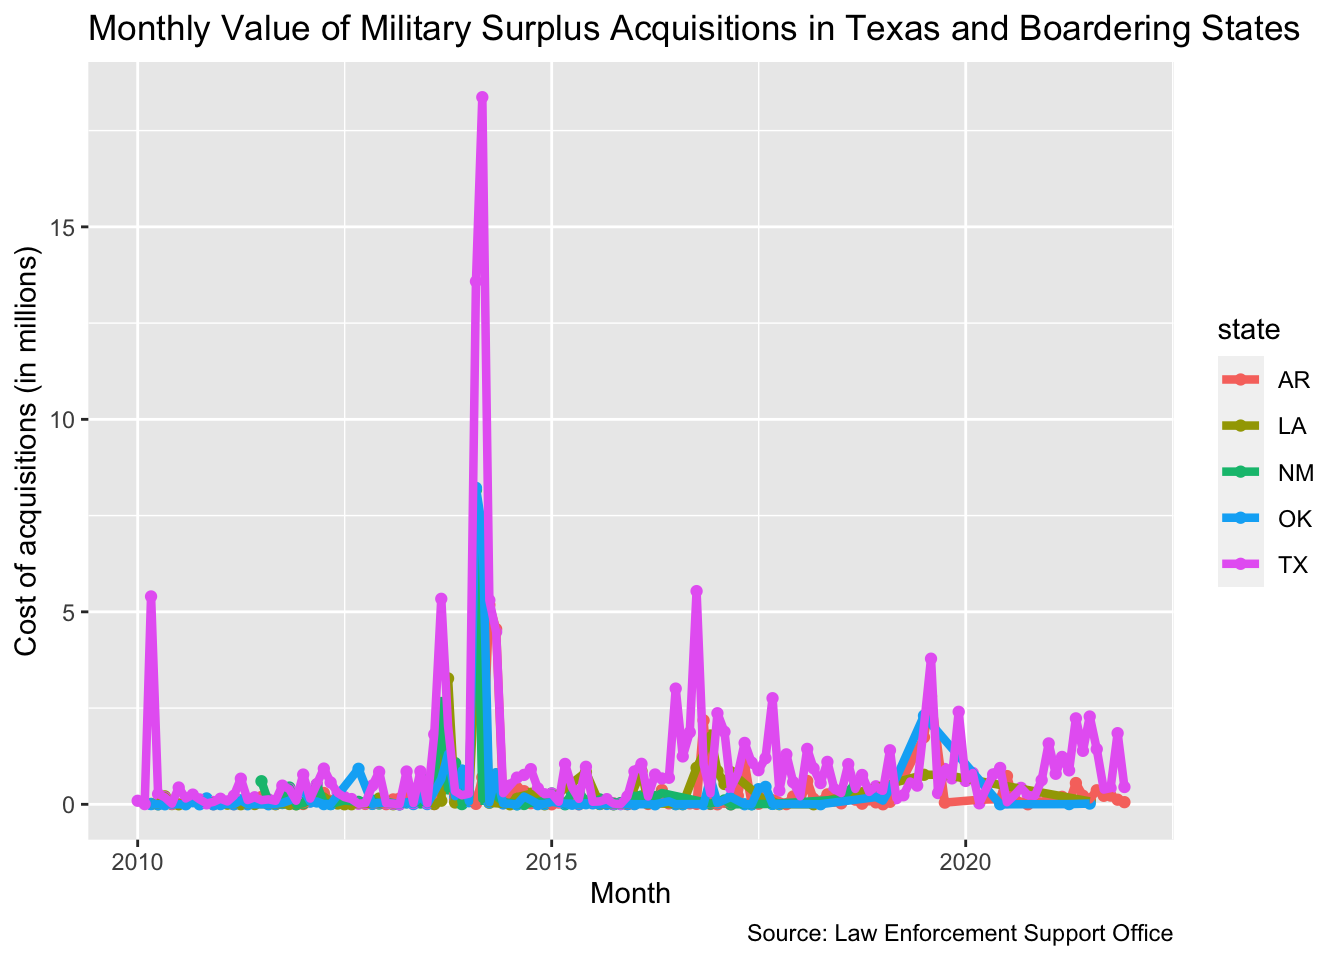 Monthly Value of Military Surplus Acquisitions in Texas and Boardering States
Cost of acquisitions (in millions)
15
10
5
0
2010
2015
2020
Month
state
AR
LA
NM
OK
TX
Source: Law Enforcement Support Office